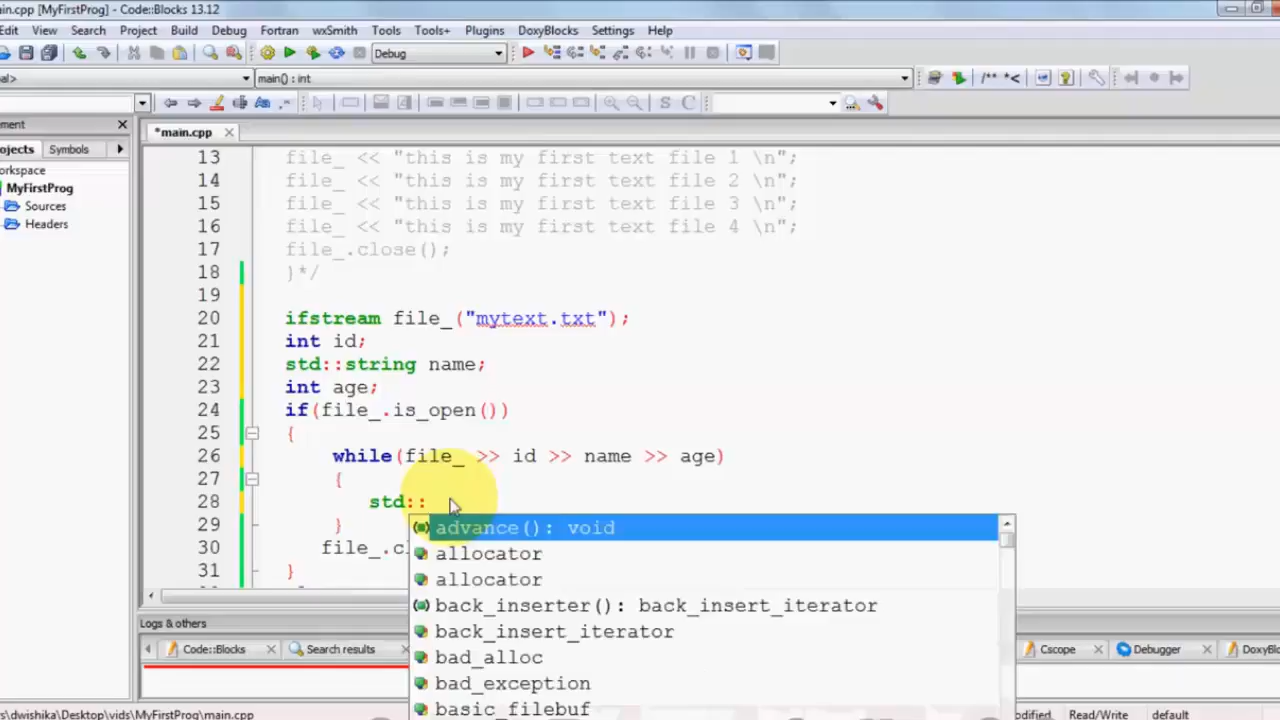 ain.cpp [MyFirstProg] - Code::Blocks 13.12
Edit View Search Project Build Debug Fortran wxSmith Tools Tools+ Plugins DoxyBlocks Settings Help
Debug
al> main() : int
/** *<
S C
ement
*main.cpp
ojects Symbols
orkspace
MyFirstProg
Sources
Headers
13 file_ << "this is my first text file 1 \n";
14 file_ << "this is my first text file 2 \n";
15 file_ << "this is my first text file 3 \n";
16 file_ << "this is my first text file 4 \n";
17 file_.close();
18 }*/
19
20 ifstream file_("mytext.txt");
21 int id;
22 std::string name;
23 int age;
24 if(file_.is_open())
25 {
26 while(file_ >> id >> name >> age)
27 {
28 std::
29 }
30 file_.c
31 }
advance(): void
allocator
allocator
back_inserter(): back_insert_iterator
back_insert_iterator
bad_alloc
bad_exception
basic_filebuf
Logs & others
Code::Blocks Search results Cscope Debugger DoxyBlo
s\dwishika\Desktop\vids\MyFirstProg\main.cpp odified Read/Write default